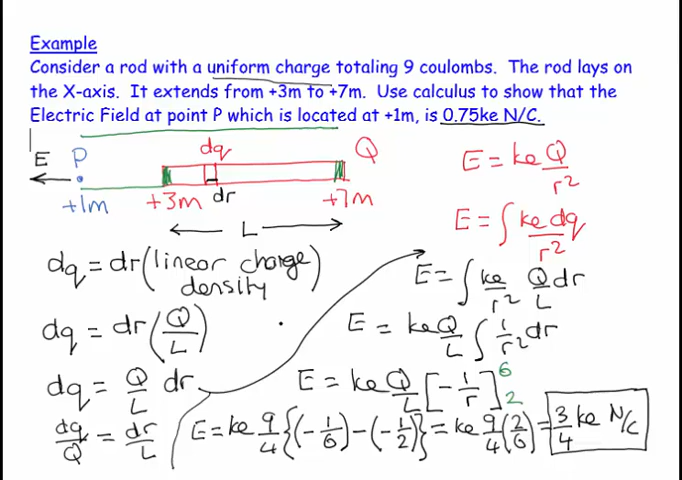 Example
Consider a rod with a uniform charge totaling 9 coulombs. The rod lays on
the X-axis. It extends from +3m to +7m. Use calculus to show that the
Electric Field at point P which is located at +1m, is 0.75ke N/C.
E P dq Q
+1m +3m dr +7m
L
E = ke Q/r²
E = ∫ ke dq/r²
dq = dr(linear charge
density)
E = ∫ ke/r² Q/L dr
dq = dr(Q/L)
E = ke Q/L ∫ 1/r² dr
dq = Q/L dr
E = ke Q/L [-1/r]₂⁶
dq/Q = dr/L
E = ke 9/4 {(-1/6) - (-1/2)} = ke 9/4 (2/6) = 3/4 ke N/C